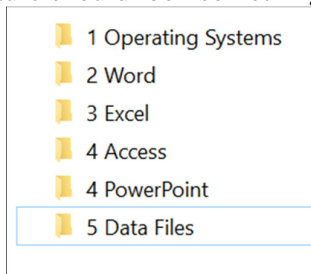 1 Operating Systems
2 Word
3 Excel
4 Access
4 PowerPoint
5 Data Files